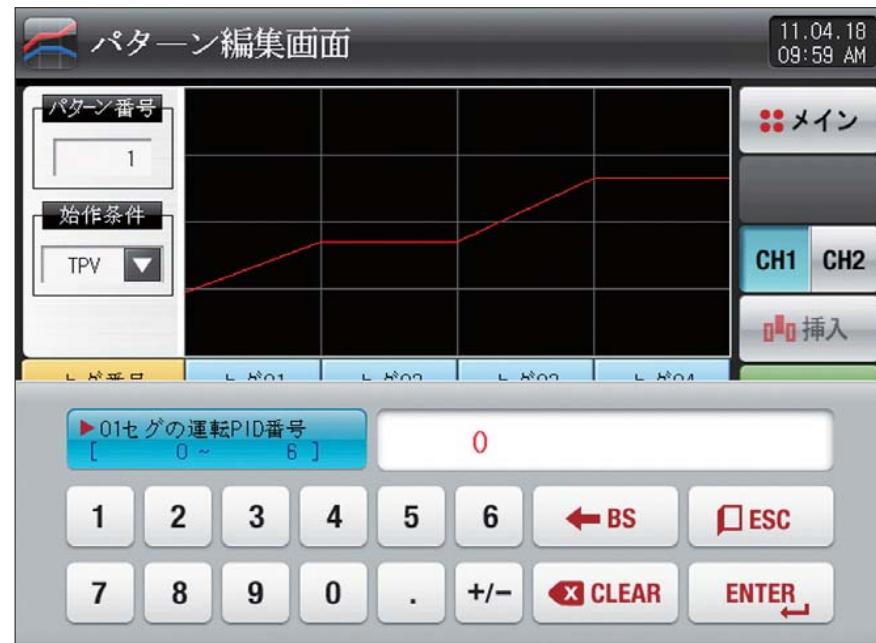 パターン編集画面
11.04.18
09:59 AM
パターン番号
1
始作条件
TPV
メイン
CH1 CH2
挿入
▶01セグの運転PID番号
[ 0 ~ 6 ]
0
1 2 3 4 5 6 BS ESC
7 8 9 0 . +/- CLEAR ENTER